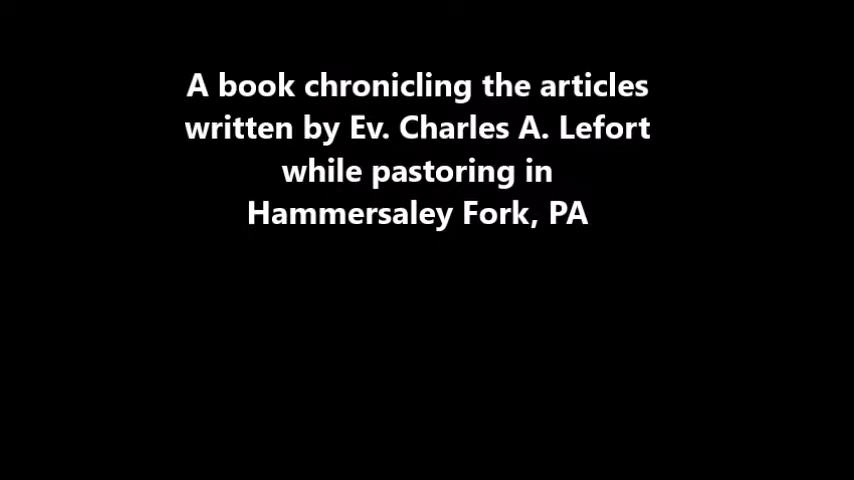 A book chronicling the articles
written by Ev. Charles A. Lefort
while pastoring in
Hammersaley Fork, PA